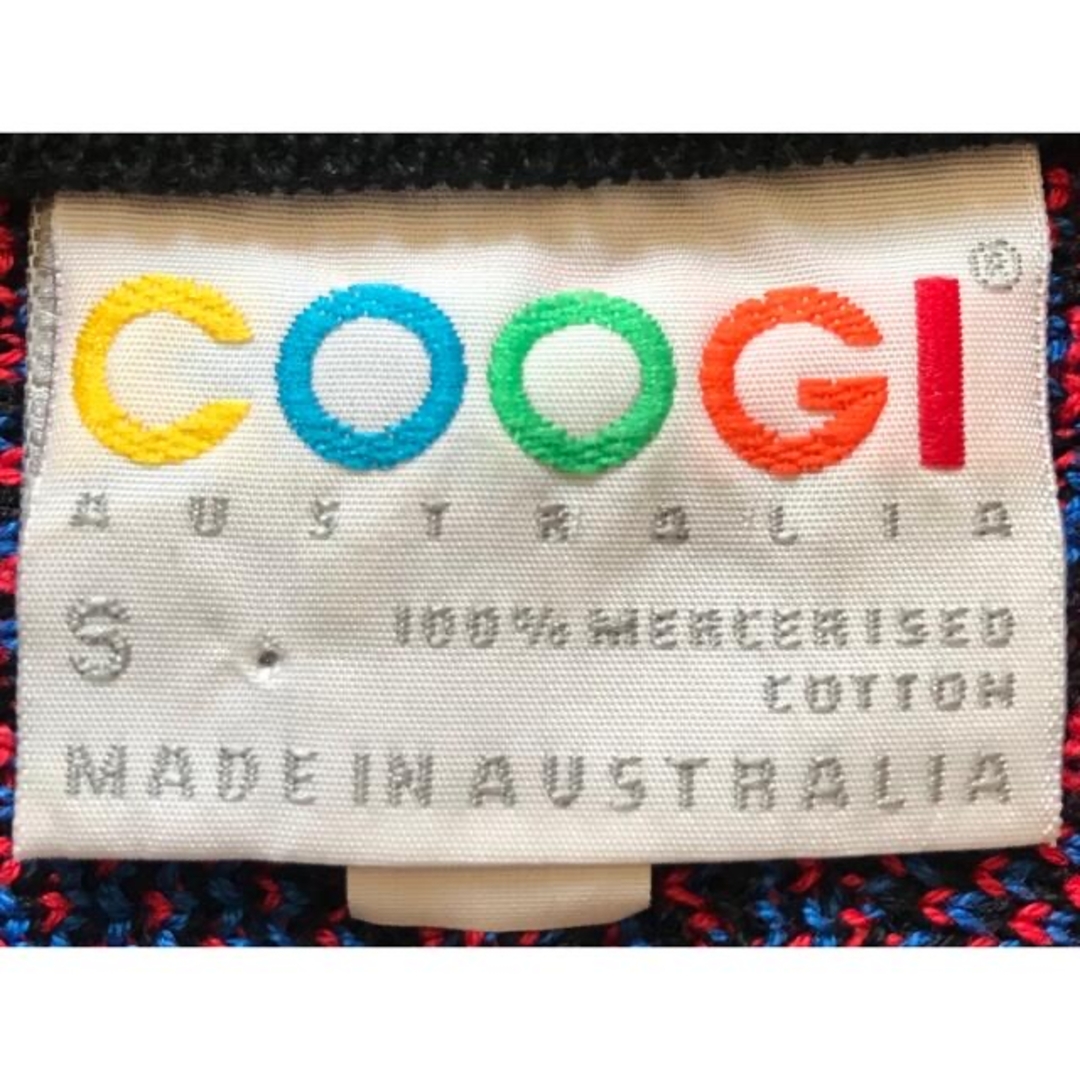 COOGI®
AUSTRALIA
S 100% MERCERISED
COTTON
MADE IN AUSTRALIA